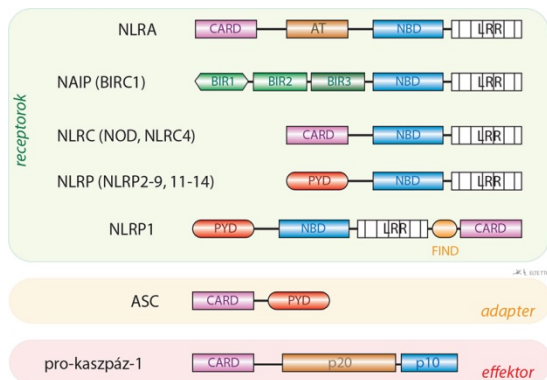 NLRA CARD AT NBD LRR
NAIP (BIRC1) BIR1 BIR2 BIR3 NBD LRR
receptorok
NLRC (NOD, NLRC4) CARD NBD LRR
NLRP (NLRP2-9, 11-14) PYD NBD LRR
NLRP1 PYD NBD LRR CARD
FIND
ASC CARD PYD
adapter
pro-kaszpáz-1 CARD p20 p10
effektor